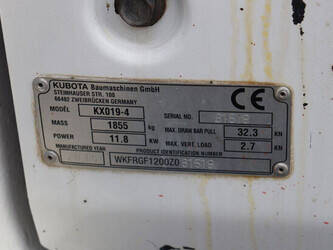 KUBOTA Baumaschinen GmbH
STEINHAUSER STR. 100
66482 ZWEIBRÜCKEN GERMANY
CE
MODEL KX019-4
SERIAL NO. 61519
MASS 1855 kg
MAX. DRAW BAR PULL 32.3 KN
POWER 11.8 KW
MAX. VERT. LOAD 2.7 KN
MANUFACTURED YEAR
PRODUCT IDENTIFICATION NUMBER
WKFRGF1200Z061519